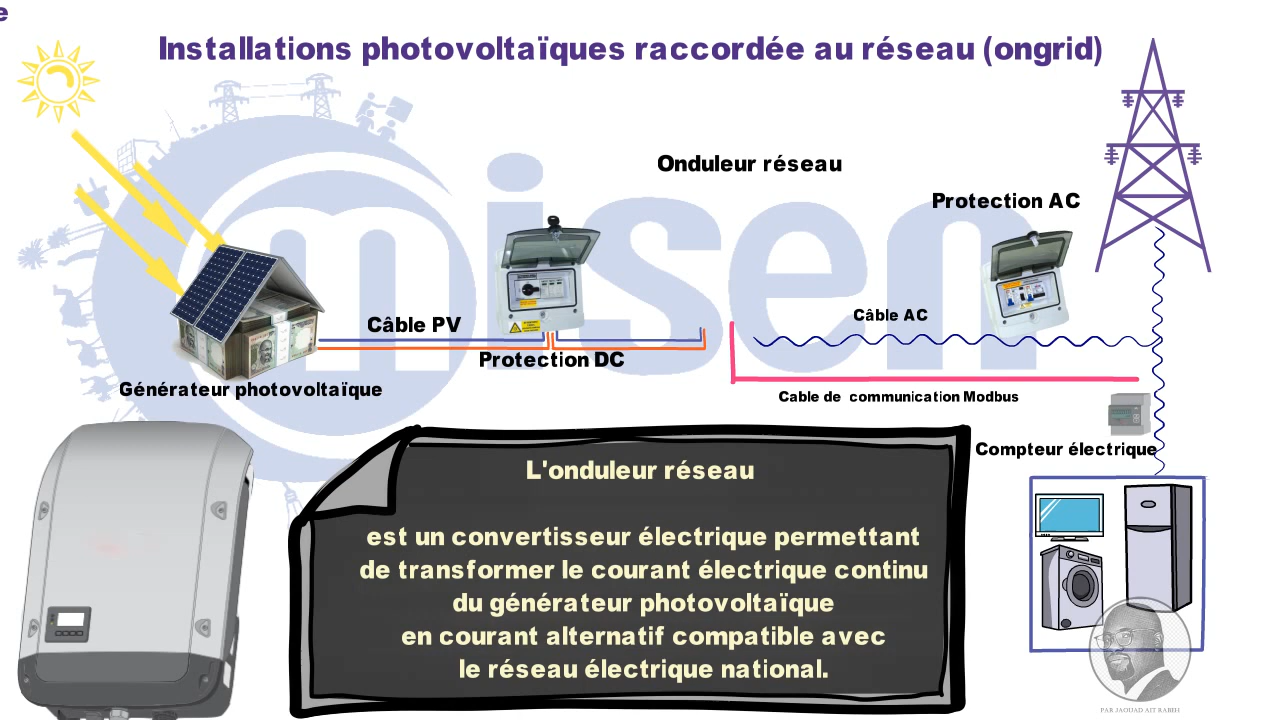 e
Installations photovoltaïques raccordée au réseau (ongrid)
misen
Onduleur réseau
Protection AC
Câble PV
Câble AC
Protection DC
Générateur photovoltaïque
Cable de communication Modbus
Compteur électrique
L'onduleur réseau
est un convertisseur électrique permettant
de transformer le courant électrique continu
du générateur photovoltaïque
en courant alternatif compatible avec
le réseau électrique national.
PAR JAOUAD AIT RABEH